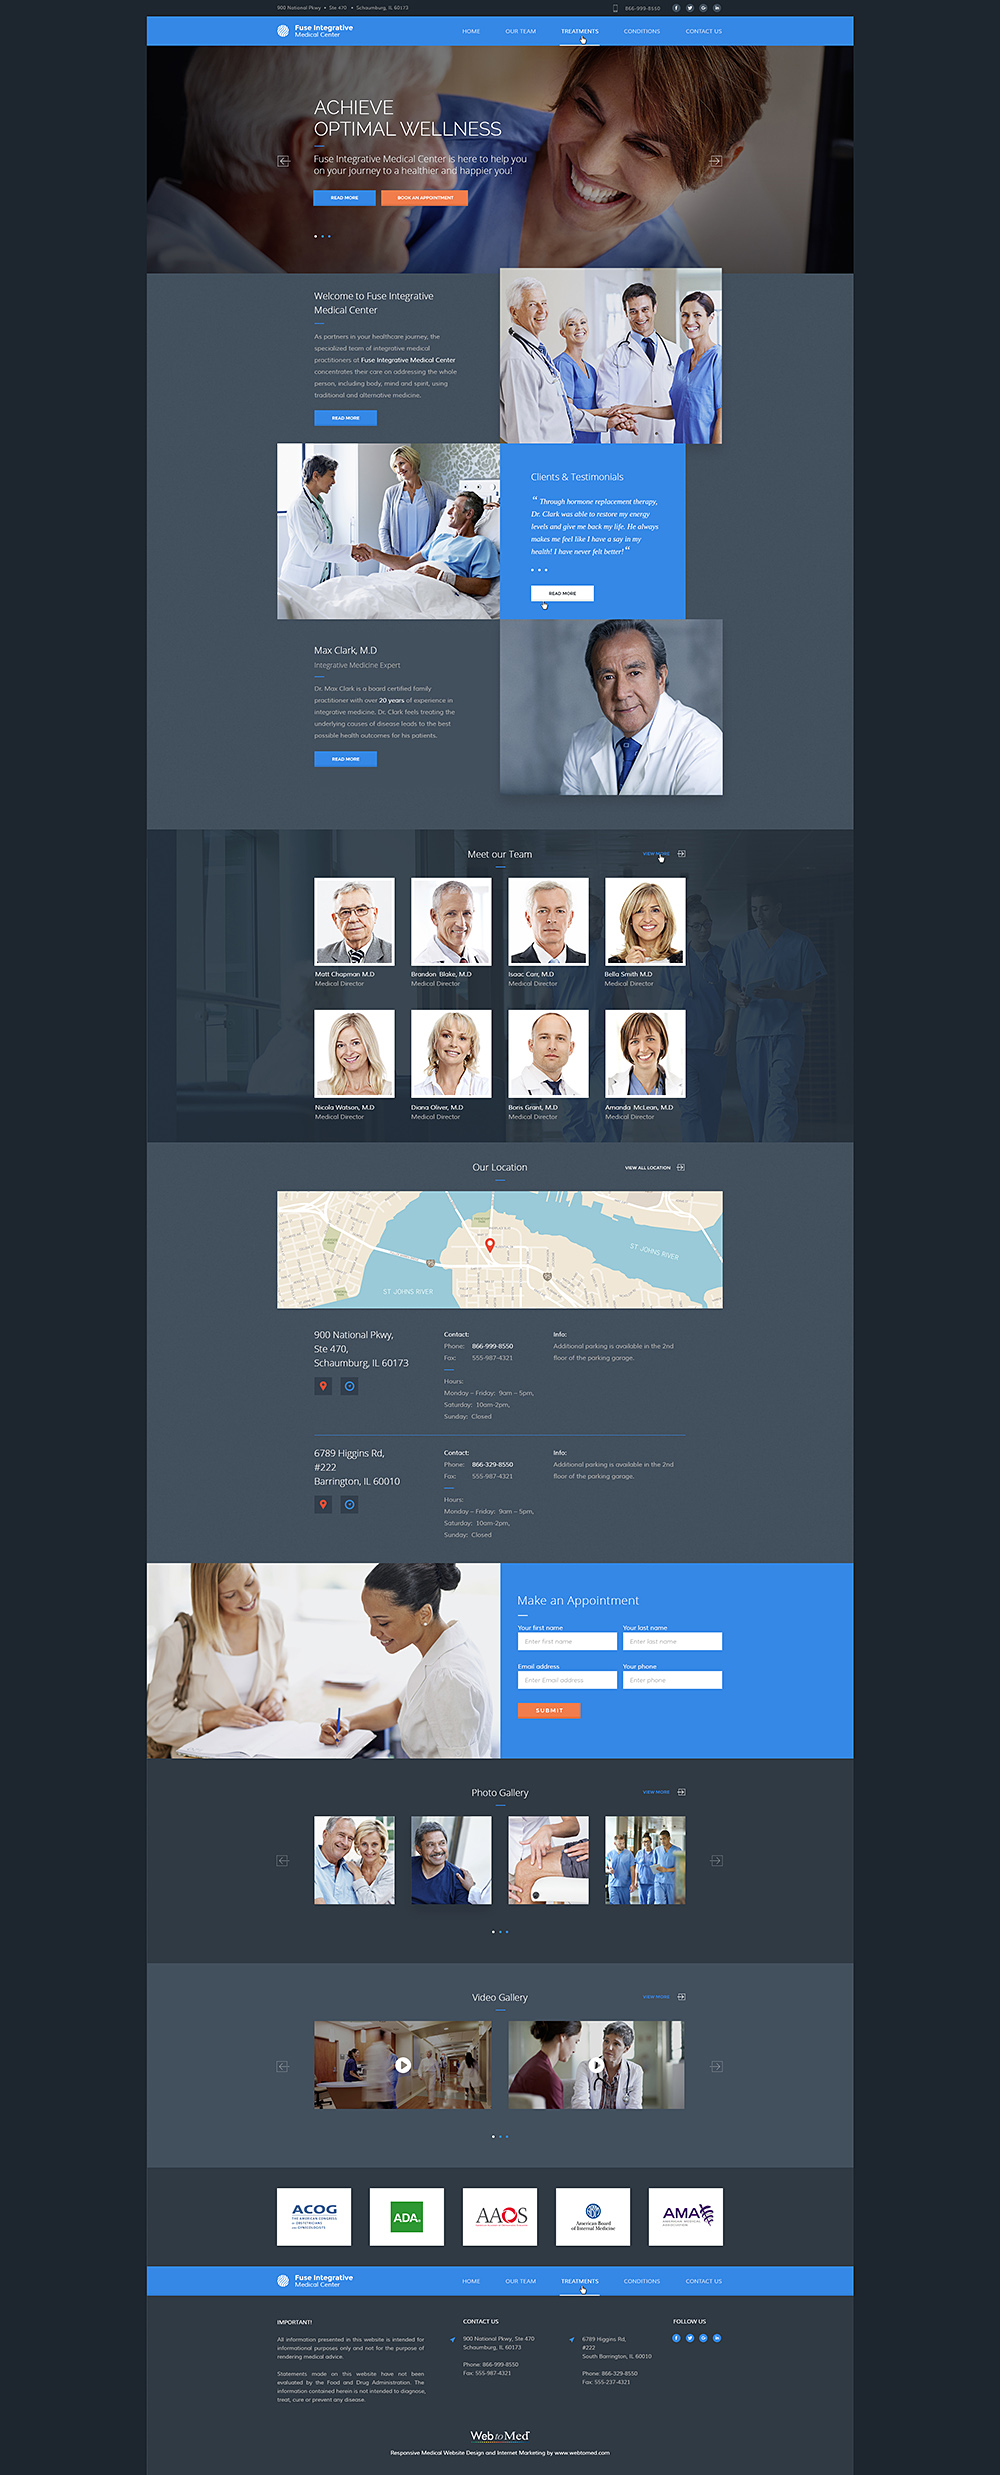 900 National Pkwy • Ste 470 • Schaumburg, IL 60173
866-999-8550
Fuse Integrative
Medical Center
HOME
OUR TEAM
TREATMENTS
CONDITIONS
CONTACT US
ACHIEVE
OPTIMAL WELLNESS
Fuse Integrative Medical Center is here to help you
on your journey to a healthier and happier you!
READ MORE
BOOK AN APPOINTMENT
Welcome to Fuse Integrative
Medical Center
As partners in your healthcare journey, the
specialized team of integrative medical
practitioners at Fuse Integrative Medical Center
concentrates their care on addressing the whole
person, including body, mind and spirit, using
traditional and alternative medicine.
READ MORE
Clients & Testimonials
“ Through hormone replacement therapy,
Dr. Clark was able to restore my energy
levels and give me back my life. He always
makes me feel like I have a say in my
health! I have never felt better! “
READ MORE
Max Clark, M.D
Integrative Medicine Expert
Dr. Max Clark is a board certified family
practitioner with over 20 years of experience in
integrative medicine. Dr. Clark feels treating the
underlying causes of disease leads to the best
possible health outcomes for his patients.
READ MORE
Meet our Team
VIEW MORE
Matt Chapman M.D
Medical Director
Brandon Blake, M.D
Medical Director
Isaac Carr, M.D
Medical Director
Bella Smith M.D
Medical Director
Nicola Watson, M.D
Medical Director
Diana Oliver, M.D
Medical Director
Boris Grant, M.D
Medical Director
Amanda McLean, M.D
Medical Director
Our Location
VIEW ALL LOCATION
ST JOHNS RIVER
ST JOHNS RIVER
900 National Pkwy,
Ste 470,
Schaumburg, IL 60173
Contact:
Phone: 866-999-8550
Fax: 555-987-4321
Hours:
Monday – Friday: 9am – 5pm,
Saturday: 10am-2pm,
Sunday: Closed
Info:
Additional parking is available in the 2nd
floor of the parking garage.
6789 Higgins Rd,
#222
Barrington, IL 60010
Contact:
Phone: 866-329-8550
Fax: 555-987-4321
Hours:
Monday – Friday: 9am – 5pm,
Saturday: 10am-2pm,
Sunday: Closed
Info:
Additional parking is available in the 2nd
floor of the parking garage.
Make an Appointment
Your first name
Enter first name
Your last name
Enter last name
Email address
Enter Email address
Your phone
Enter phone
SUBMIT
Photo Gallery
VIEW MORE
Video Gallery
VIEW MORE
ACOG
THE AMERICAN CONGRESS
OF OBSTETRICIANS
AND GYNECOLOGISTS
ADA.
AAOS
American Board
of Internal Medicine
AMA
AMERICAN MEDICAL
ASSOCIATION
Fuse Integrative
Medical Center
HOME
OUR TEAM
TREATMENTS
CONDITIONS
CONTACT US
IMPORTANT!
All information presented in this website is intended for
informational purposes only and not for the purpose of
rendering medical advice.
Statements made on this website have not been
evaluated by the Food and Drug Administration. The
information contained herein is not intended to diagnose,
treat, cure or prevent any disease.
CONTACT US
900 National Pkwy, Ste 470
Schaumburg, IL 60173
Phone: 866-999-8550
Fax: 555-987-4321
6789 Higgins Rd,
#222
South Barrington, IL 60010
Phone: 866-329-8550
Fax: 555-237-4321
FOLLOW US
Web to Med
Responsive Medical Website Design and Internet Marketing by www.webtomed.com